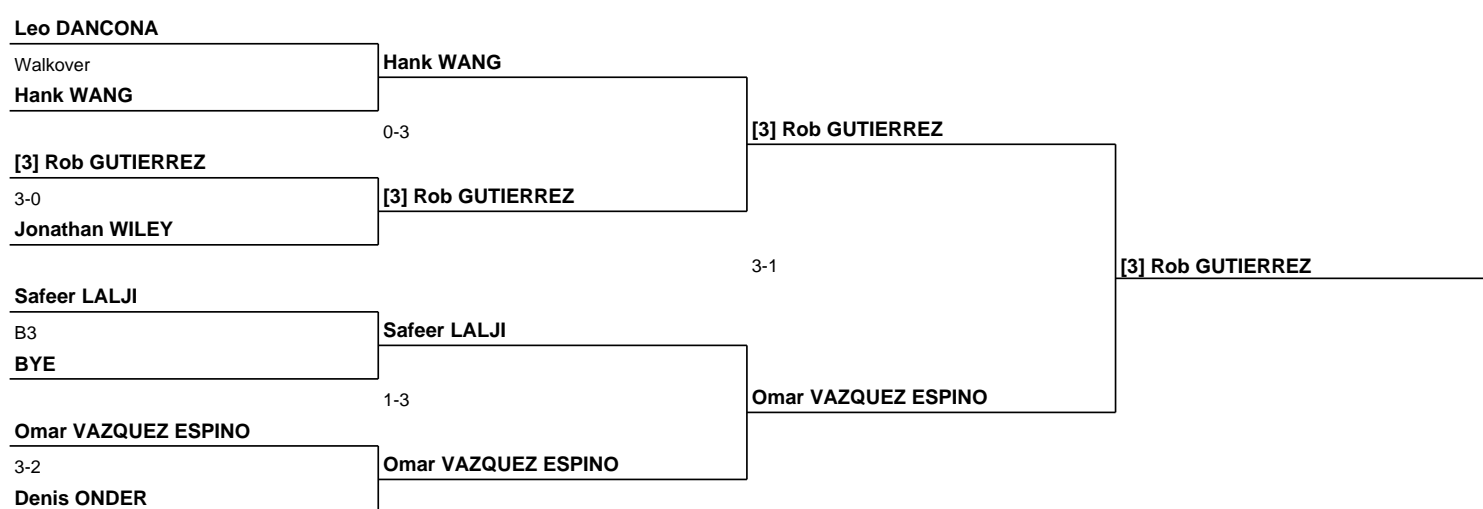 Leo DANCONA
Walkover
Hank WANG
Hank WANG
0-3
[3] Rob GUTIERREZ
[3] Rob GUTIERREZ
3-0
[3] Rob GUTIERREZ
Jonathan WILEY
3-1
[3] Rob GUTIERREZ
Safeer LALJI
B3
Safeer LALJI
BYE
1-3
Omar VAZQUEZ ESPINO
Omar VAZQUEZ ESPINO
3-2
Omar VAZQUEZ ESPINO
Denis ONDER